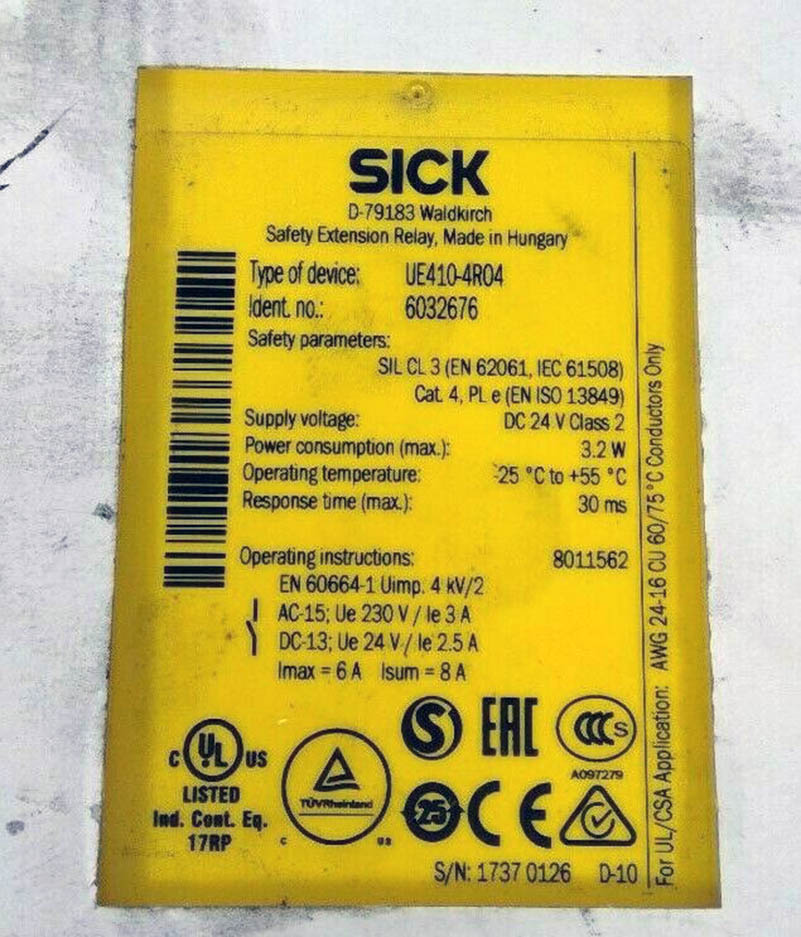 SICK
D-79183 Waldkirch
Safety Extension Relay, Made in Hungary
Type of device: UE410-4RO4
Ident. no.: 6032676
Safety parameters:
SIL CL 3 (EN 62061, IEC 61508)
Cat. 4, PL e (EN ISO 13849)
Supply voltage: DC 24 V Class 2
Power consumption (max.): 3.2 W
Operating temperature: -25 °C to +55 °C
Response time (max.): 30 ms
Operating instructions: 8011562
EN 60664-1 Uimp. 4 kV/2
AC-15; Ue 230 V / Ie 3 A
DC-13; Ue 24 V / Ie 2.5 A
Imax = 6 A Isum = 8 A
S EAC CCC S
A097279
C UL US
LISTED
Ind. Cont. Eq.
17RP
TÜVRheinland
C US
25 CE
S/N: 1737 0126 D-10
For UL/CSA Application: AWG 24-16 CU 60/75 °C Conductors Only